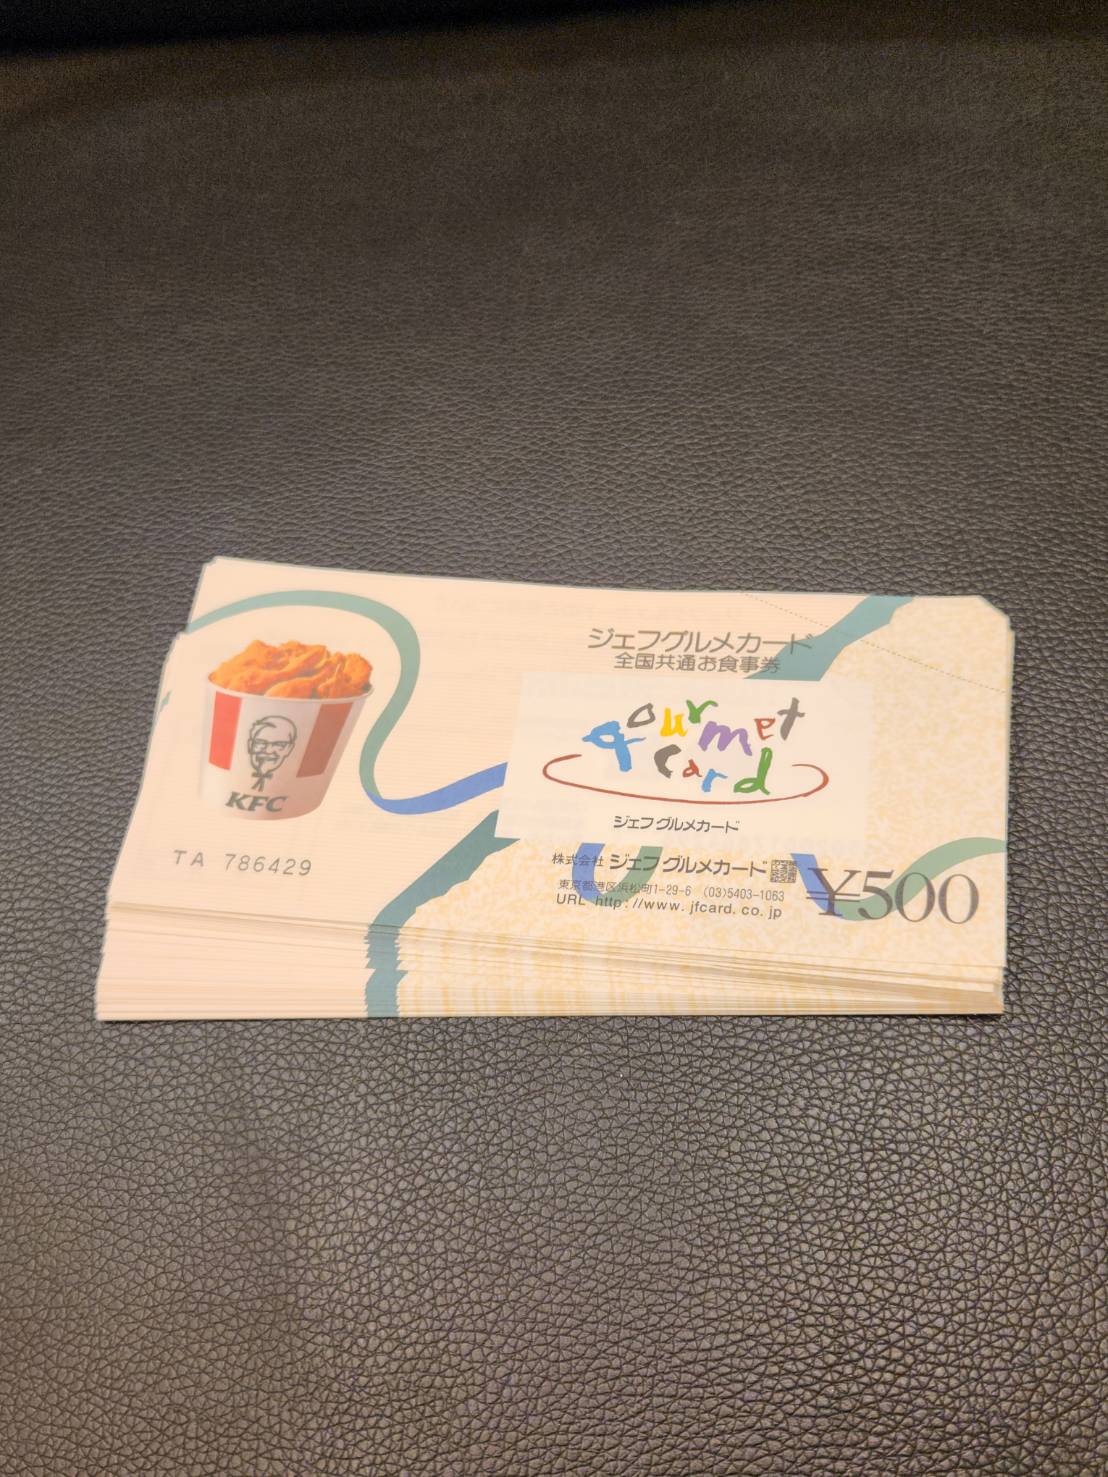 ジェフグルメカード
全国共通お食事券
gourmet
card
ジェフグルメカード
KFC
TA 786429
株式会社 ジェフグルメカード
東京都港区浜松町1-29-6 (03)5403-1063
URL http://www.jfcard.co.jp
¥500